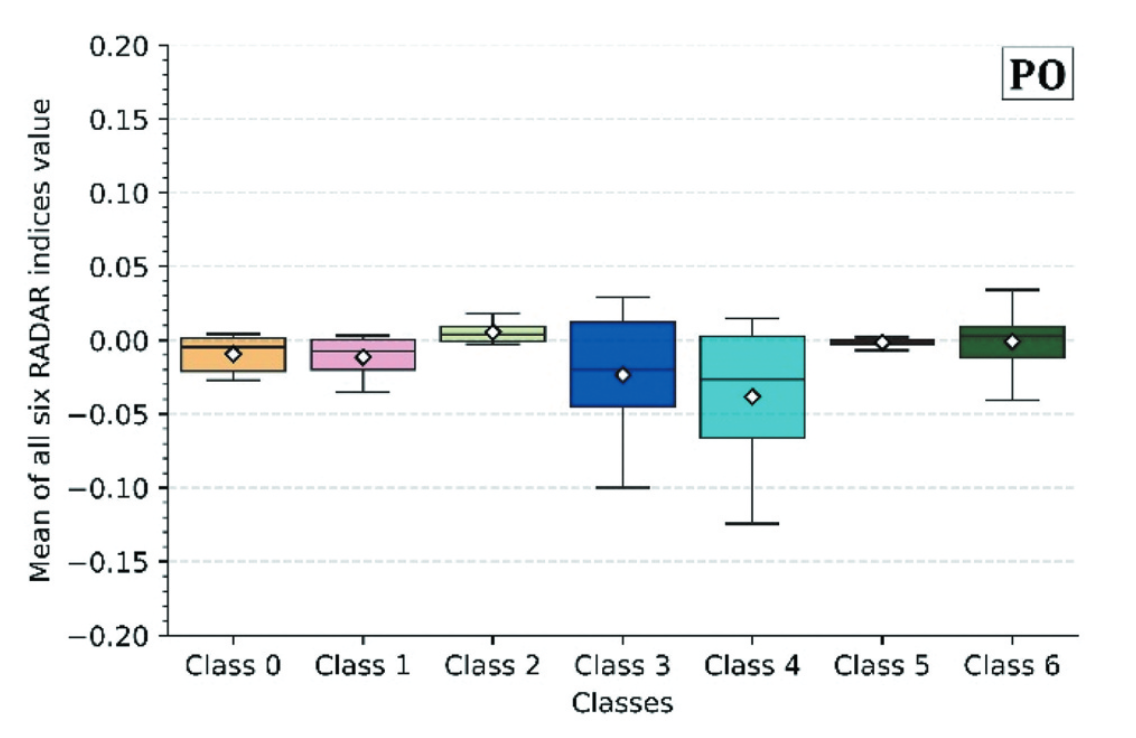 PO
Mean of all six RADAR indices value
0.20
0.15
0.10
0.05
0.00
−0.05
−0.10
−0.15
−0.20
Class 0 Class 1 Class 2 Class 3 Class 4 Class 5 Class 6
Classes